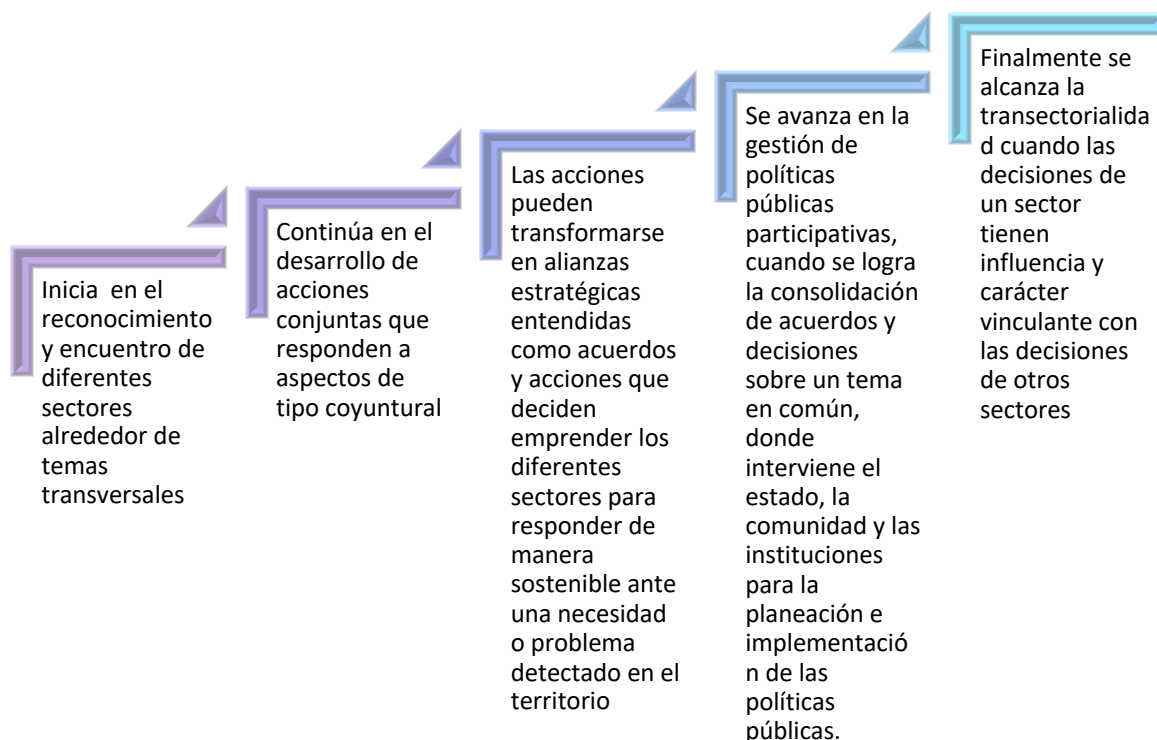 Inicia en el
reconocimiento
y encuentro de
diferentes
sectores
alrededor de
temas
transversales
Continúa en el
desarrollo de
acciones
conjuntas que
responden a
aspectos de
tipo coyuntural
Las acciones
pueden
transformarse
en alianzas
estratégicas
entendidas
como acuerdos
y acciones que
deciden
emprender los
diferentes
sectores para
responder de
manera
sostenible ante
una necesidad
o problema
detectado en el
territorio
Se avanza en la
gestión de
políticas
públicas
participativas,
cuando se logra
la consolidación
de acuerdos y
decisiones
sobre un tema
en común,
donde
interviene el
estado, la
comunidad y las
instituciones
para la
planeación e
implementació
n de las
políticas
públicas.
Finalmente se
alcanza la
transectorialida
d cuando las
decisiones de
un sector
tienen
influencia y
carácter
vinculante con
las decisiones
de otros
sectores